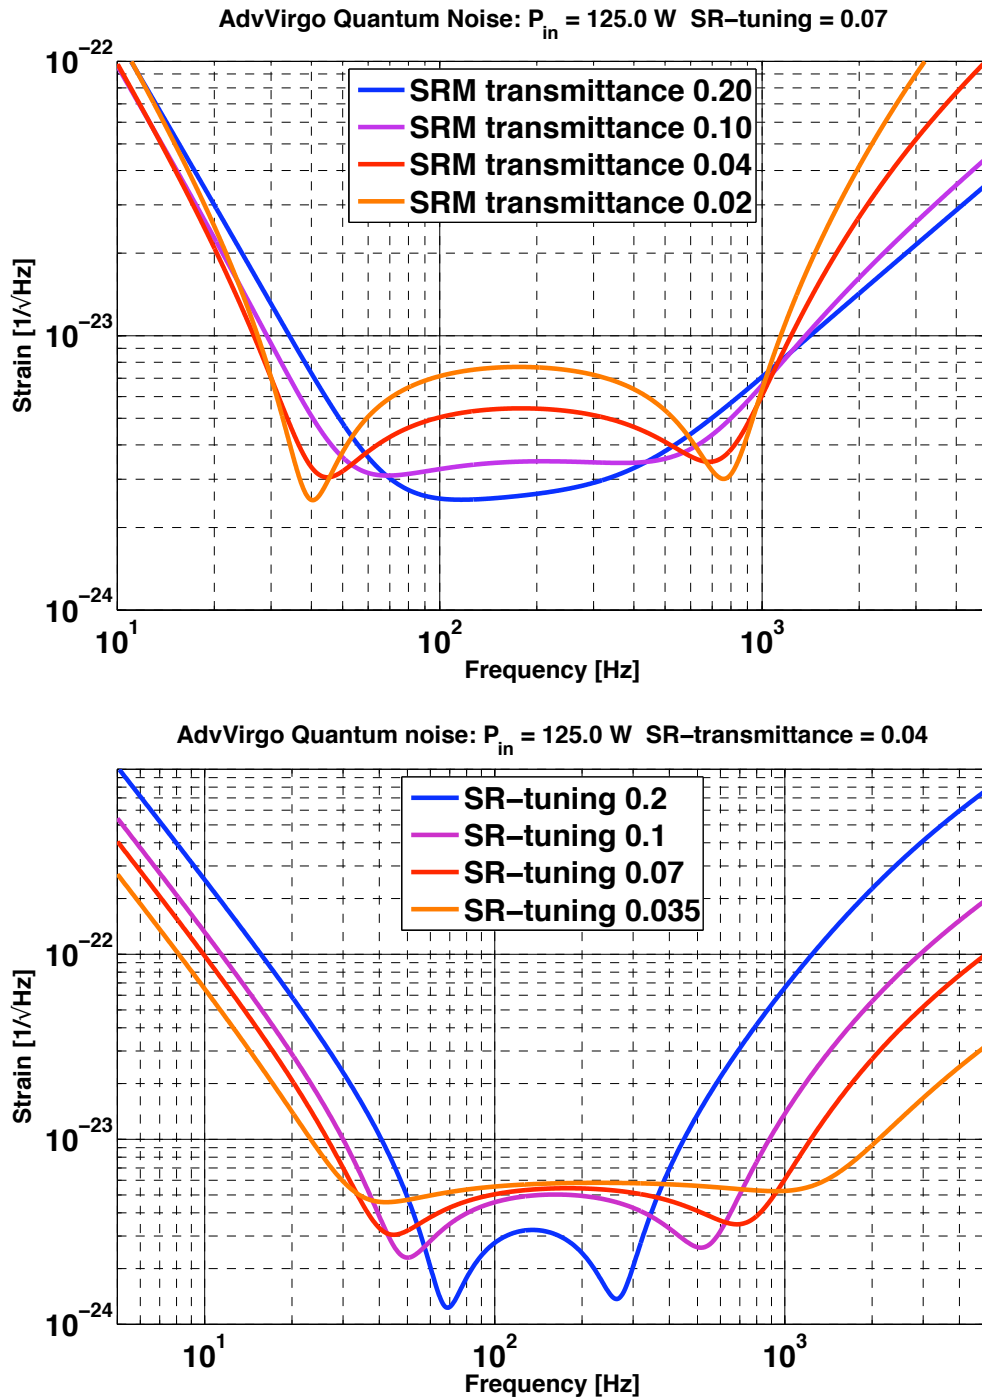 AdvVirgo Quantum Noise: P_in = 125.0 W SR−tuning = 0.07
10^−22
SRM transmittance 0.20
SRM transmittance 0.10
SRM transmittance 0.04
SRM transmittance 0.02
Strain [1/√Hz]
10^−23
10^−24
10^1 10^2 10^3
Frequency [Hz]
AdvVirgo Quantum noise: P_in = 125.0 W SR-transmittance = 0.04
SR−tuning 0.2
SR−tuning 0.1
SR−tuning 0.07
SR−tuning 0.035
10^−22
Strain [1/√Hz]
10^−23
10^−24
10^1 10^2 10^3
Frequency [Hz]